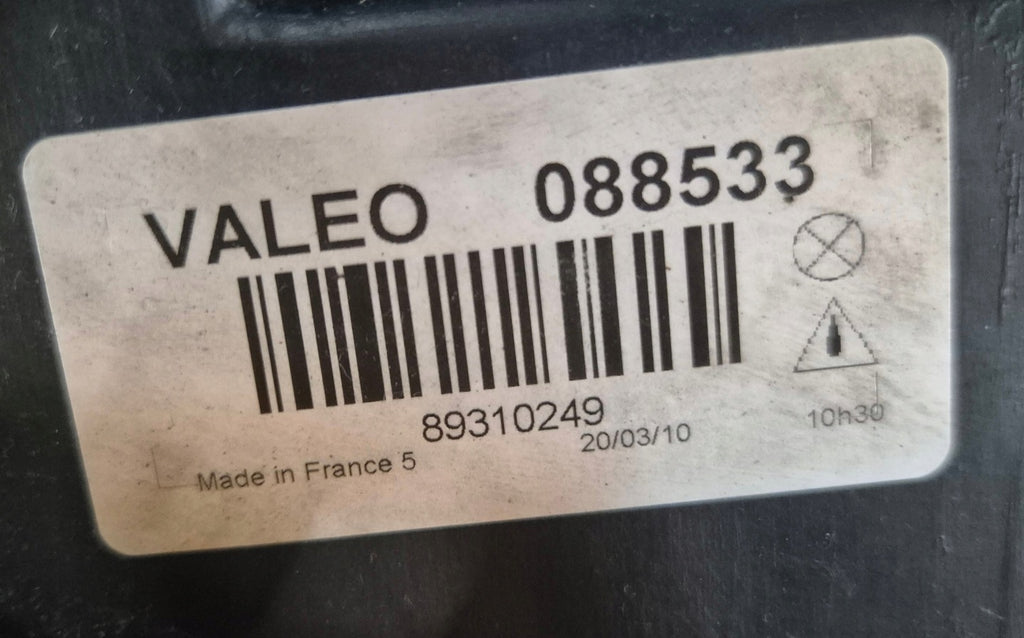 VALEO 088533
89310249
20/03/10 10h30
Made in France 5